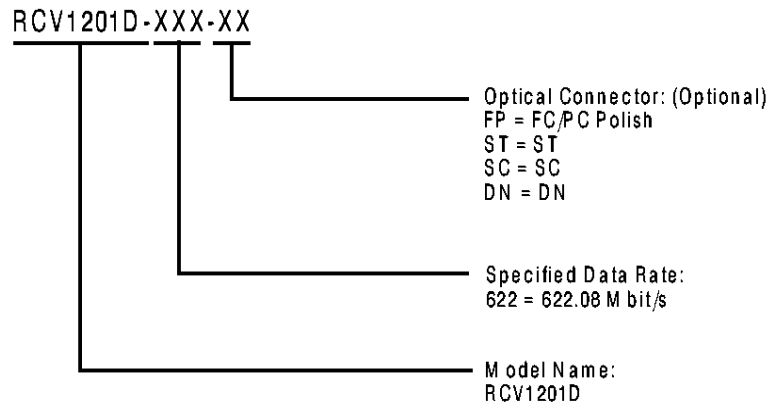 RCV1201D-XXX-XX
Optical Connector: (Optional)
FP = FC/PC Polish
ST = ST
SC = SC
DN = DN
Specified Data Rate:
622 = 622.08 Mbit/s
Model Name:
RCV1201D